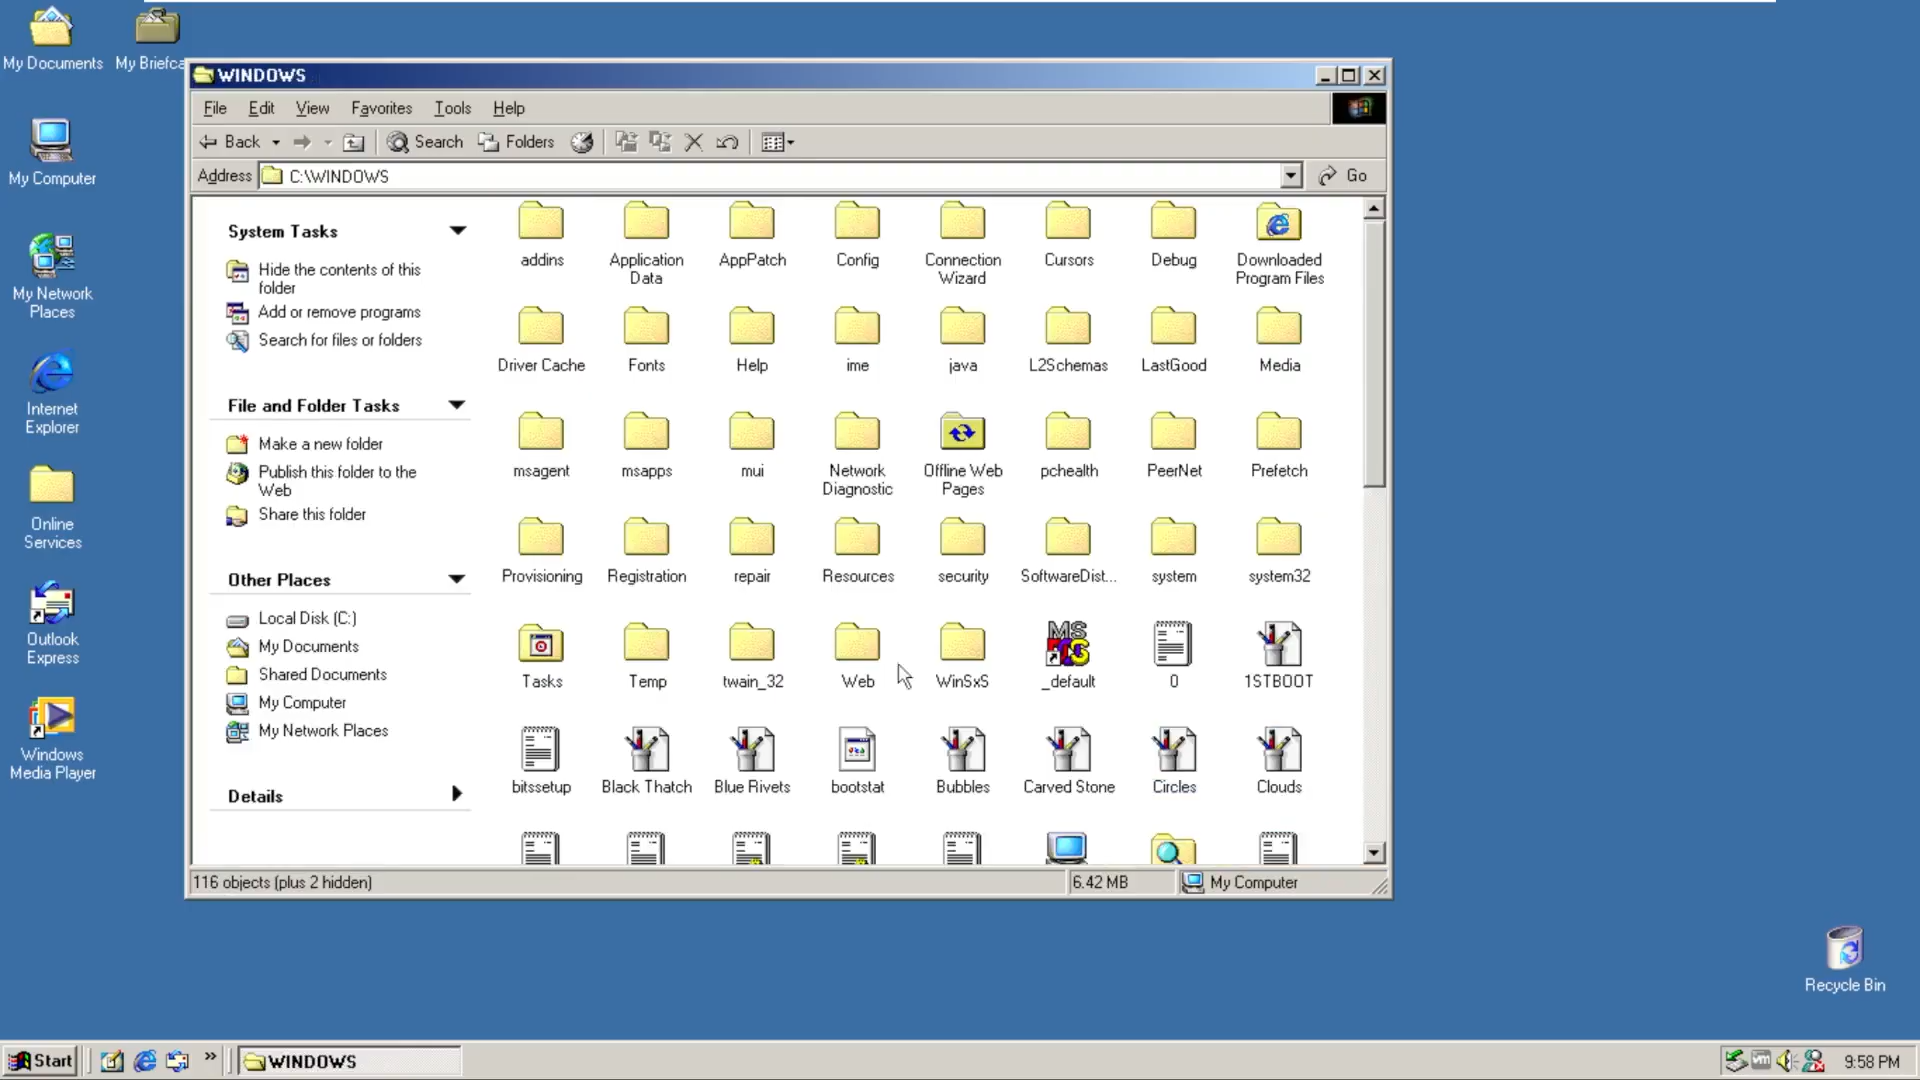 My Documents
My Briefca
WINDOWS
File Edit View Favorites Tools Help
Back Search Folders
Address C:\WINDOWS Go
My Computer
My Network
Places
Internet
Explorer
Online
Services
Outlook
Express
Windows
Media Player
System Tasks
Hide the contents of this
folder
Add or remove programs
Search for files or folders
File and Folder Tasks
Make a new folder
Publish this folder to the
Web
Share this folder
Other Places
Local Disk (C:)
My Documents
Shared Documents
My Computer
My Network Places
Details
addins
Application
Data
AppPatch
Config
Connection
Wizard
Cursors
Debug
Downloaded
Program Files
Driver Cache
Fonts
Help
ime
java
L2Schemas
LastGood
Media
msagent
msapps
mui
Network
Diagnostic
Offline Web
Pages
pchealth
PeerNet
Prefetch
Provisioning
Registration
repair
Resources
security
SoftwareDist...
system
system32
Tasks
Temp
twain_32
Web
WinSxS
MS
_default
0
1STBOOT
bitssetup
Black Thatch
Blue Rivets
bootstat
Bubbles
Carved Stone
Circles
Clouds
116 objects (plus 2 hidden) 6.42 MB My Computer
Recycle Bin
Start WINDOWS vm 9:58 PM